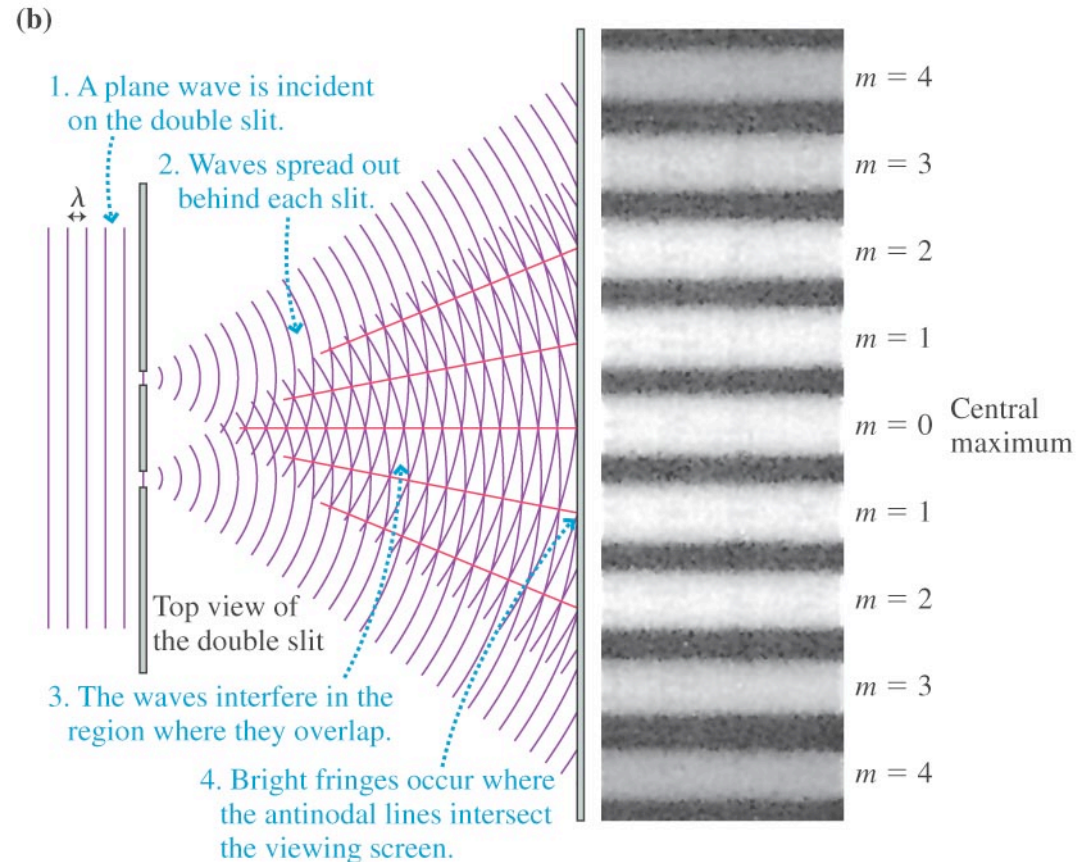 (b)
1. A plane wave is incident
on the double slit.
2. Waves spread out
behind each slit.
λ
Top view of
the double slit
3. The waves interfere in the
region where they overlap.
4. Bright fringes occur where
the antinodal lines intersect
the viewing screen.
m = 4
m = 3
m = 2
m = 1
m = 0 Central
maximum
m = 1
m = 2
m = 3
m = 4